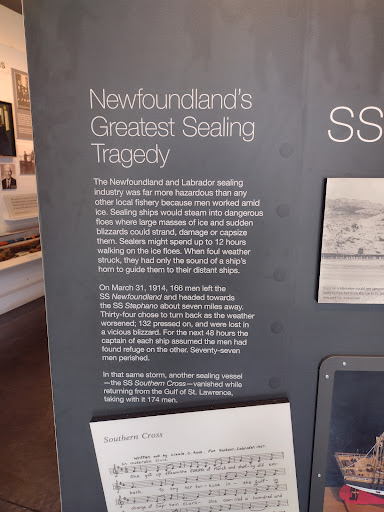 Newfoundland's
Greatest Sealing
Tragedy
SS
The Newfoundland and Labrador sealing
industry was far more hazardous than any
other local fishery because men worked amid
ice. Sealing ships would steam into dangerous
floes where large masses of ice and sudden
blizzards could strand, damage or capsize
them. Sealers might spend up to 12 hours
walking on the ice floes. When foul weather
struck, they had only the sound of a ship's
horn to guide them to their distant ships.
On March 31, 1914, 166 men left the
SS Newfoundland and headed towards
the SS Stephano about seven miles away.
Thirty-four chose to turn back as the weather
worsened; 132 pressed on, and were lost in
a vicious blizzard. For the next 48 hours the
captain of each ship assumed the men had
found refuge on the other. Seventy-seven
men perished.
In that same storm, another sealing vessel
—the SS Southern Cross—vanished while
returning from the Gulf of St. Lawrence,
taking with it 174 men.
Southern Cross